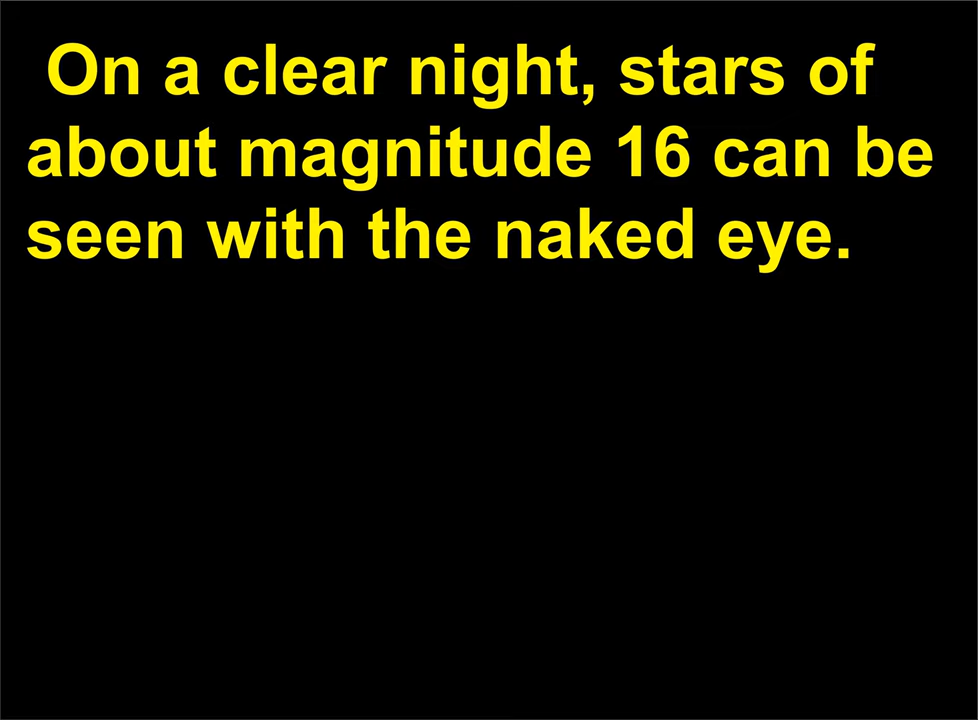 On a clear night, stars of
about magnitude 16 can be
seen with the naked eye.